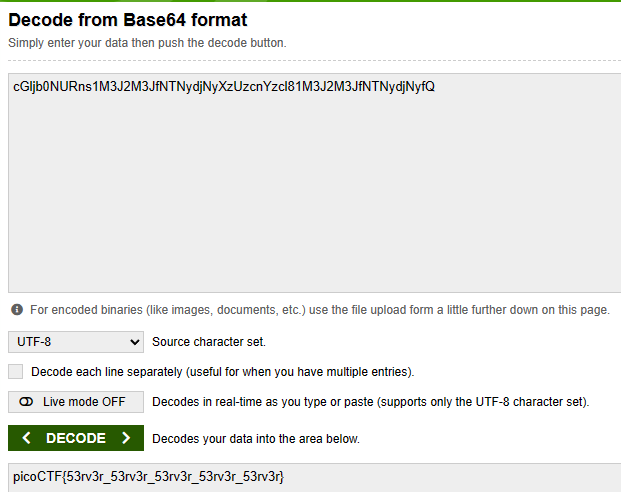 Decode from Base64 format
Simply enter your data then push the decode button.
cGljb0NURns1M3J2M3JfNTNydjNyXzUzcnYzcl81M3J2M3JfNTNydjNyfQ
For encoded binaries (like images, documents, etc.) use the file upload form a little further down on this page.
UTF-8 Source character set.
Decode each line separately (useful for when you have multiple entries).
Live mode OFF Decodes in real-time as you type or paste (supports only the UTF-8 character set).
DECODE Decodes your data into the area below.
picoCTF{53rv3r_53rv3r_53rv3r_53rv3r_53rv3r}